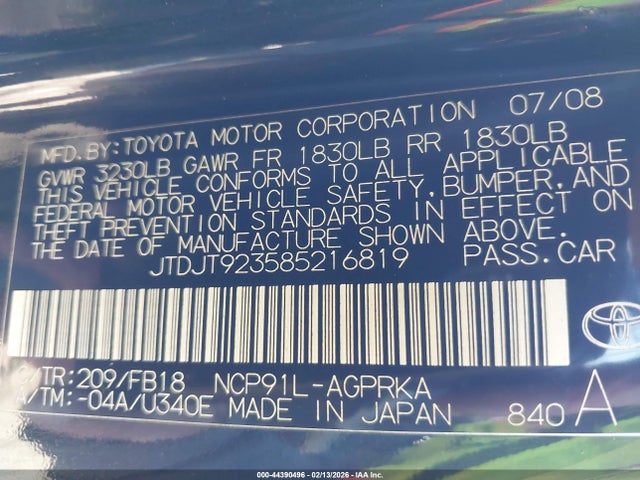 MFD.BY:TOYOTA MOTOR CORPORATION 07/08
GVWR 3230LB GAWR FR 1830LB RR 1830LB
THIS VEHICLE CONFORMS TO ALL APPLICABLE
FEDERAL MOTOR VEHICLE SAFETY,BUMPER,AND
THEFT PREVENTION STANDARDS IN EFFECT ON
THE DATE OF MANUFACTURE SHOWN ABOVE.
JTDJT923585216819 PASS.CAR
C/TR:209/FB18 NCP91L-AGPRKA
A/TM:-04A/U340E MADE IN JAPAN 840 A
000-44390496 - 02/13/2026 - IAA Inc.